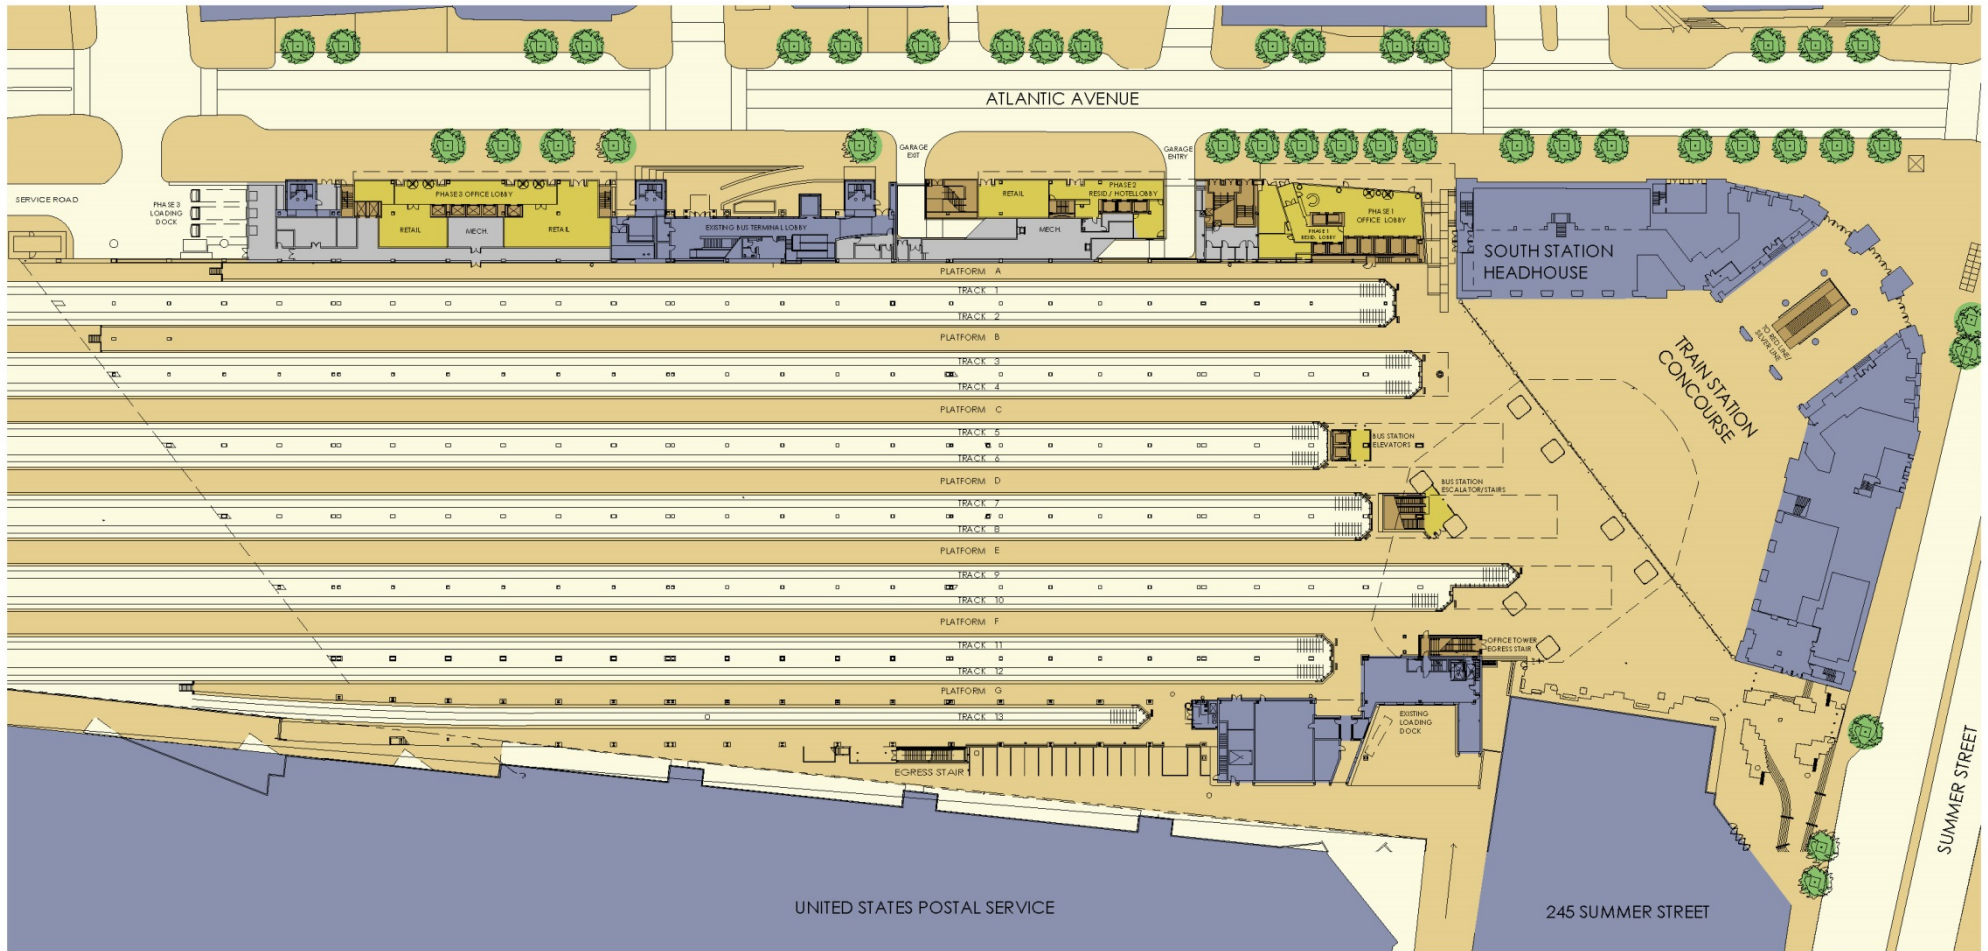 ATLANTIC AVENUE
GARAGE
EXIT
GARAGE
ENTRY
SERVICE ROAD
PHASE 3
LOADING
DOCK
PHASE 3 OFFICE LOBBY
RETAIL
MECH.
RETAIL
EXISTING BUS TERMINAL LOBBY
RETAIL
PHASE 2
RESID./ HOTEL LOBBY
MECH.
PHASE 1
OFFICE LOBBY
PHASE 1
RESID. LOBBY
SOUTH STATION
HEADHOUSE
TO RED LINE/
SILVER LINE
TRAIN STATION
CONCOURSE
PLATFORM A
TRACK 1
TRACK 2
PLATFORM B
TRACK 3
TRACK 4
PLATFORM C
TRACK 5
TRACK 6
BUS STATION
ELEVATORS
PLATFORM D
BUS STATION
ESCALATOR/STAIRS
TRACK 7
TRACK 8
PLATFORM E
TRACK 9
TRACK 10
PLATFORM F
TRACK 11
TRACK 12
OFFICE TOWER
EGRESS STAIR
PLATFORM G
TRACK 13
EXISTING
LOADING
DOCK
EGRESS STAIR
UNITED STATES POSTAL SERVICE
245 SUMMER STREET
SUMMER STREET